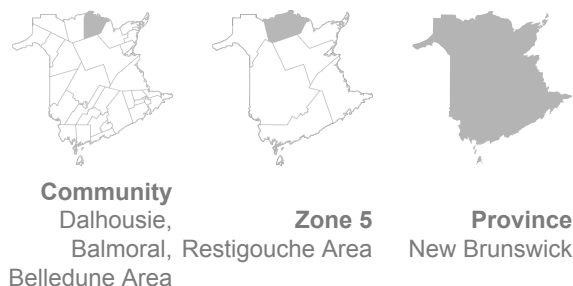 Community
Dalhousie,
Balmoral,
Belledune Area
Zone 5
Restigouche Area
Province
New Brunswick